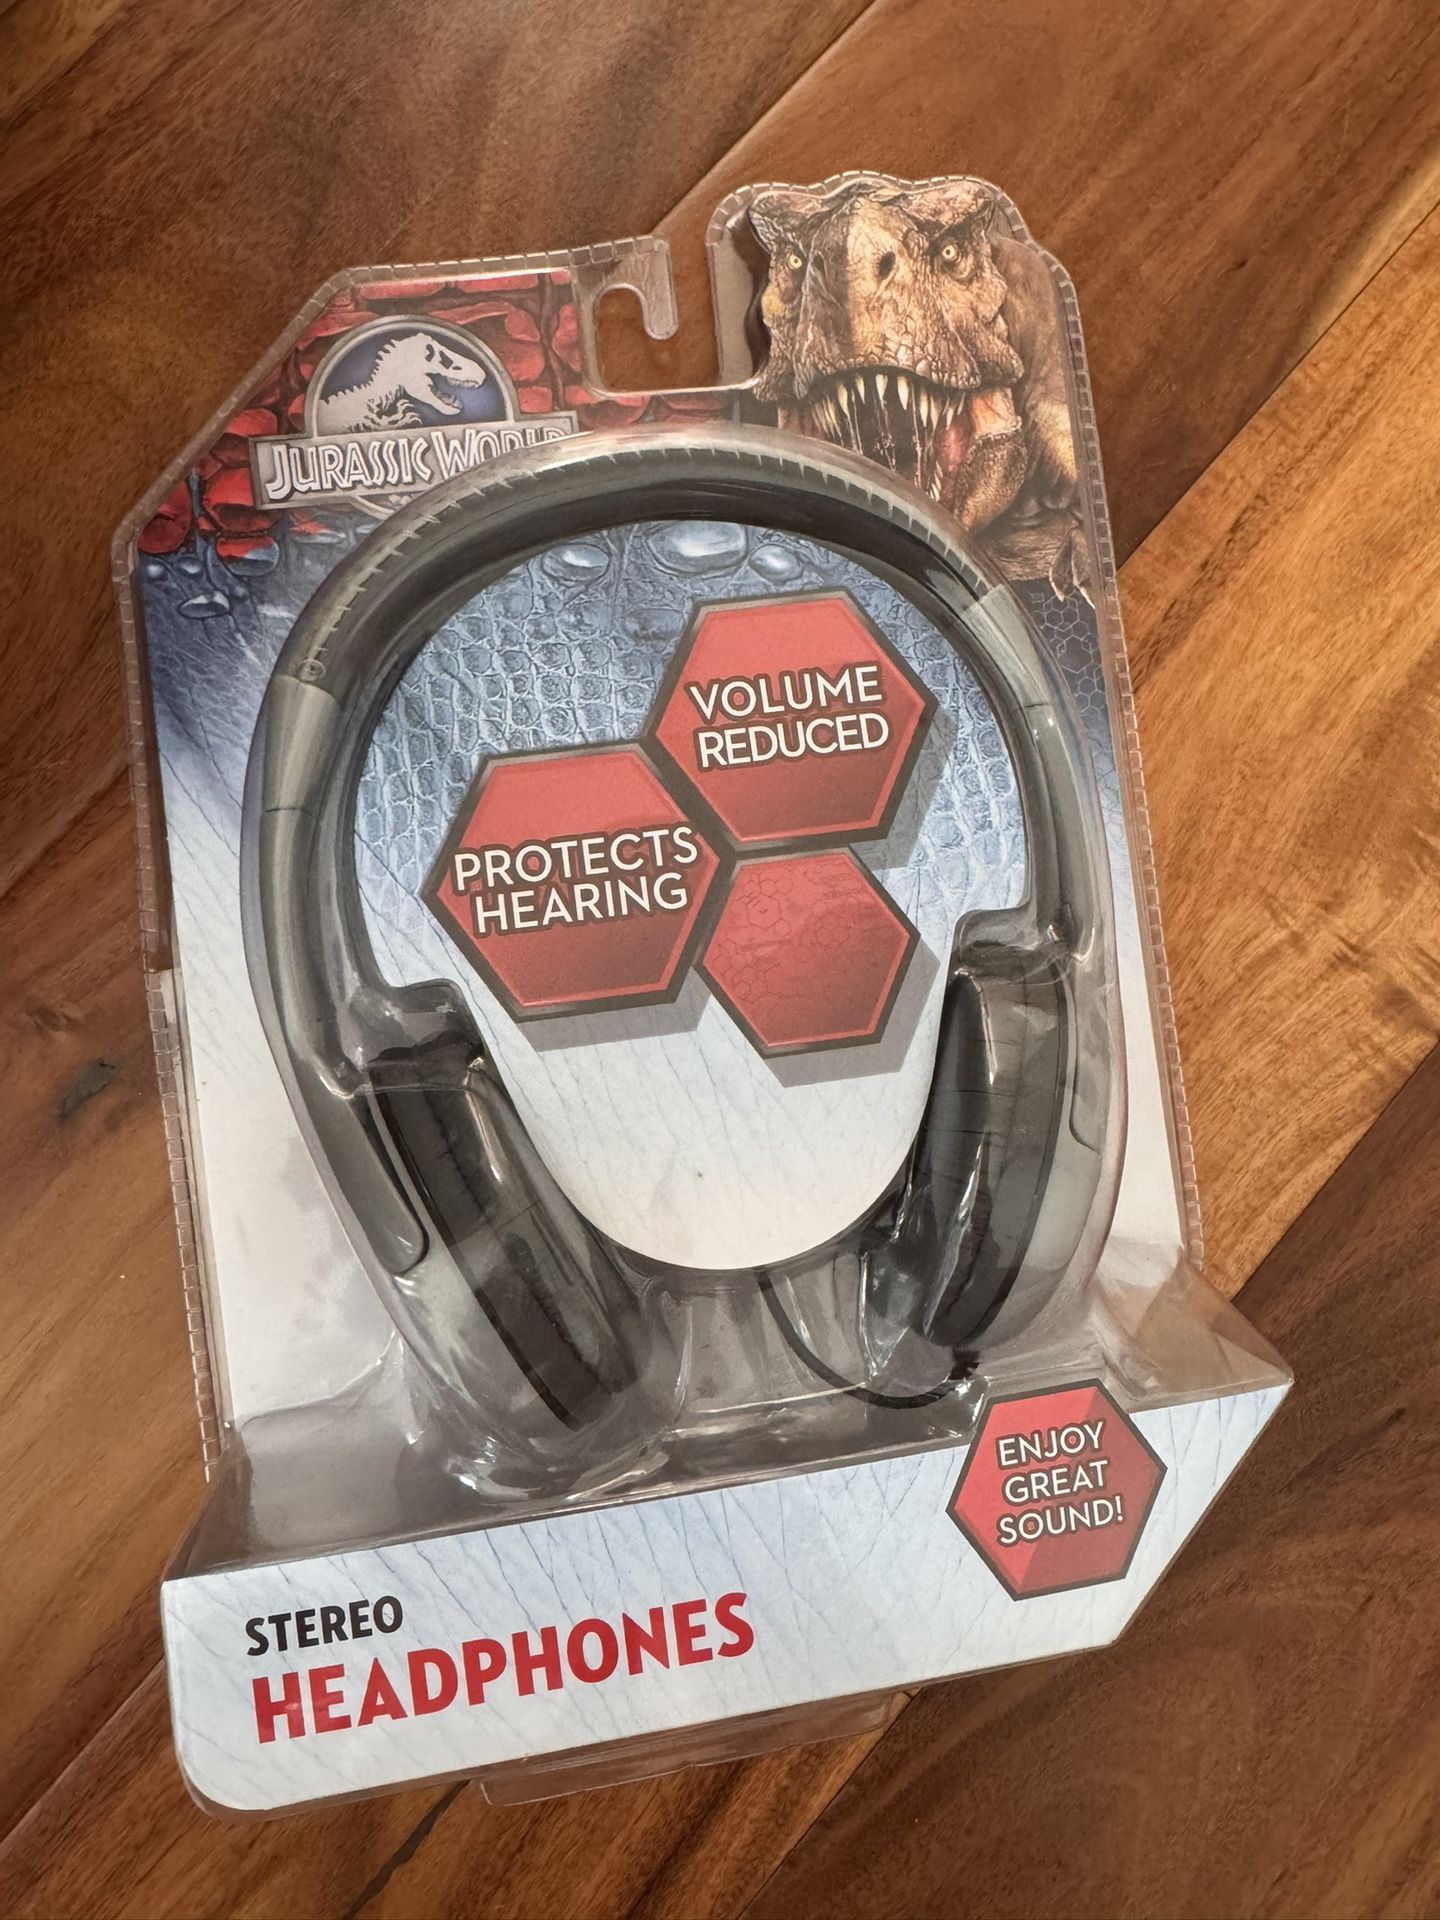 JURASSIC WORLD
VOLUME
REDUCED
PROTECTS
HEARING
ENJOY
GREAT
SOUND!
STEREO
HEADPHONES